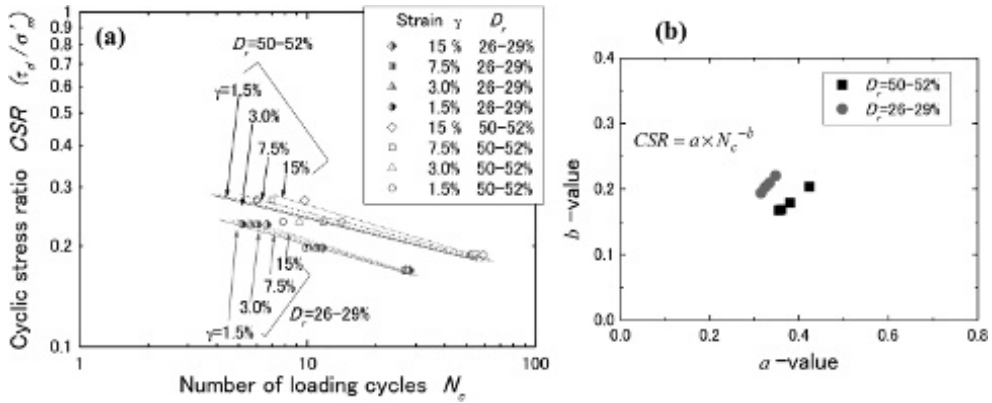 (a)
Cyclic stress ratio CSR (τd/σ'm)
1
0.9
0.8
0.7
0.6
0.5
0.4
0.3
0.2
0.1
1
10
100
Number of loading cycles Nc
Dr=50-52%
γ=1.5%
3.0%
7.5%
15%
15%
7.5%
3.0%
γ=1.5%
Dr=26-29%
Strain γ Dr
15 % 26-29%
7.5% 26-29%
3.0% 26-29%
1.5% 26-29%
15 % 50-52%
7.5% 50-52%
3.0% 50-52%
1.5% 50-52%
(b)
b -value
0.4
0.3
0.2
0.1
0.0
0.0 0.2 0.4 0.6 0.8
a -value
Dr=50-52%
Dr=26-29%
CSR = a × Nc^-b